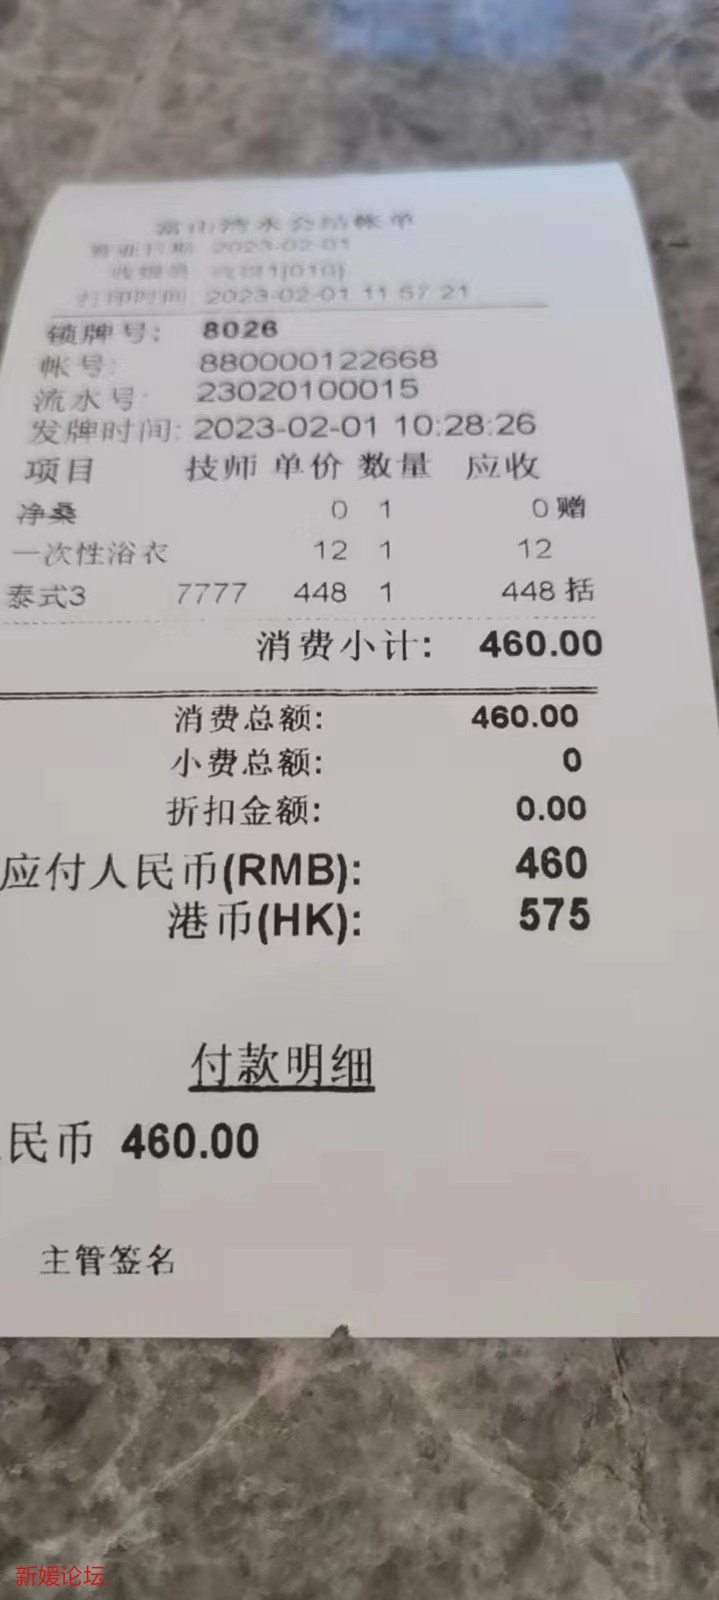 结帐单
营业日期 2023-02-01
打印时间: 2023-02-01 11:57:21
锁牌号: 8026
帐号: 880000122668
流水号: 23020100015
发牌时间: 2023-02-01 10:28:26
项目 技师 单价 数量 应收
净桑 0 1 0 赠
一次性浴衣 12 1 12
泰式3 7777 448 1 448 括
消费小计: 460.00
消费总额: 460.00
小费总额: 0
折扣金额: 0.00
应付人民币(RMB): 460
港币(HK): 575
付款明细
民币 460.00
主管签名
新媛论坛